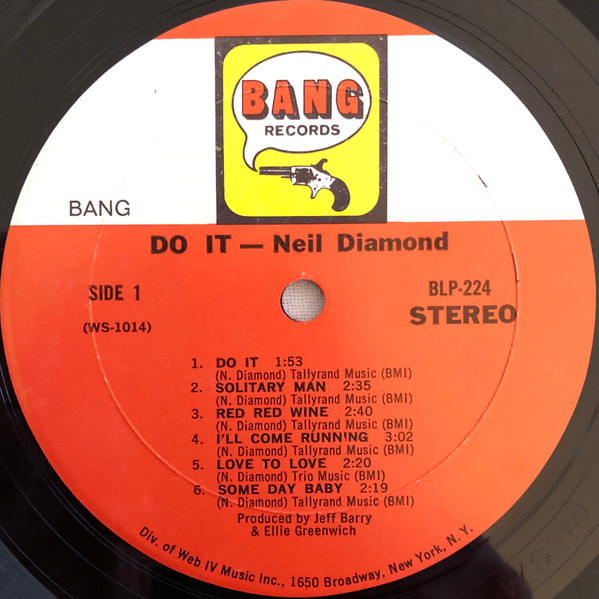 BANG
RECORDS
BANG
DO IT — Neil Diamond
SIDE 1
BLP-224
(WS-1014)
STEREO
1. DO IT 1:53
(N. Diamond) Tallyrand Music (BMI)
2. SOLITARY MAN 2:35
(N. Diamond) Tallyrand Music (BMI)
3. RED RED WINE 2:40
(N. Diamond) Tallyrand Music (BMI)
4. I'LL COME RUNNING 3:02
(N. Diamond) Tallyrand Music (BMI)
5. LOVE TO LOVE 2:20
(N. Diamond) Trio Music (BMI)
6. SOME DAY BABY 2:19
(N. Diamond) Tallyrand Music (BMI)
Produced by Jeff Barry
& Ellie Greenwich
Div. of Web IV Music Inc., 1650 Broadway, New York, N. Y.